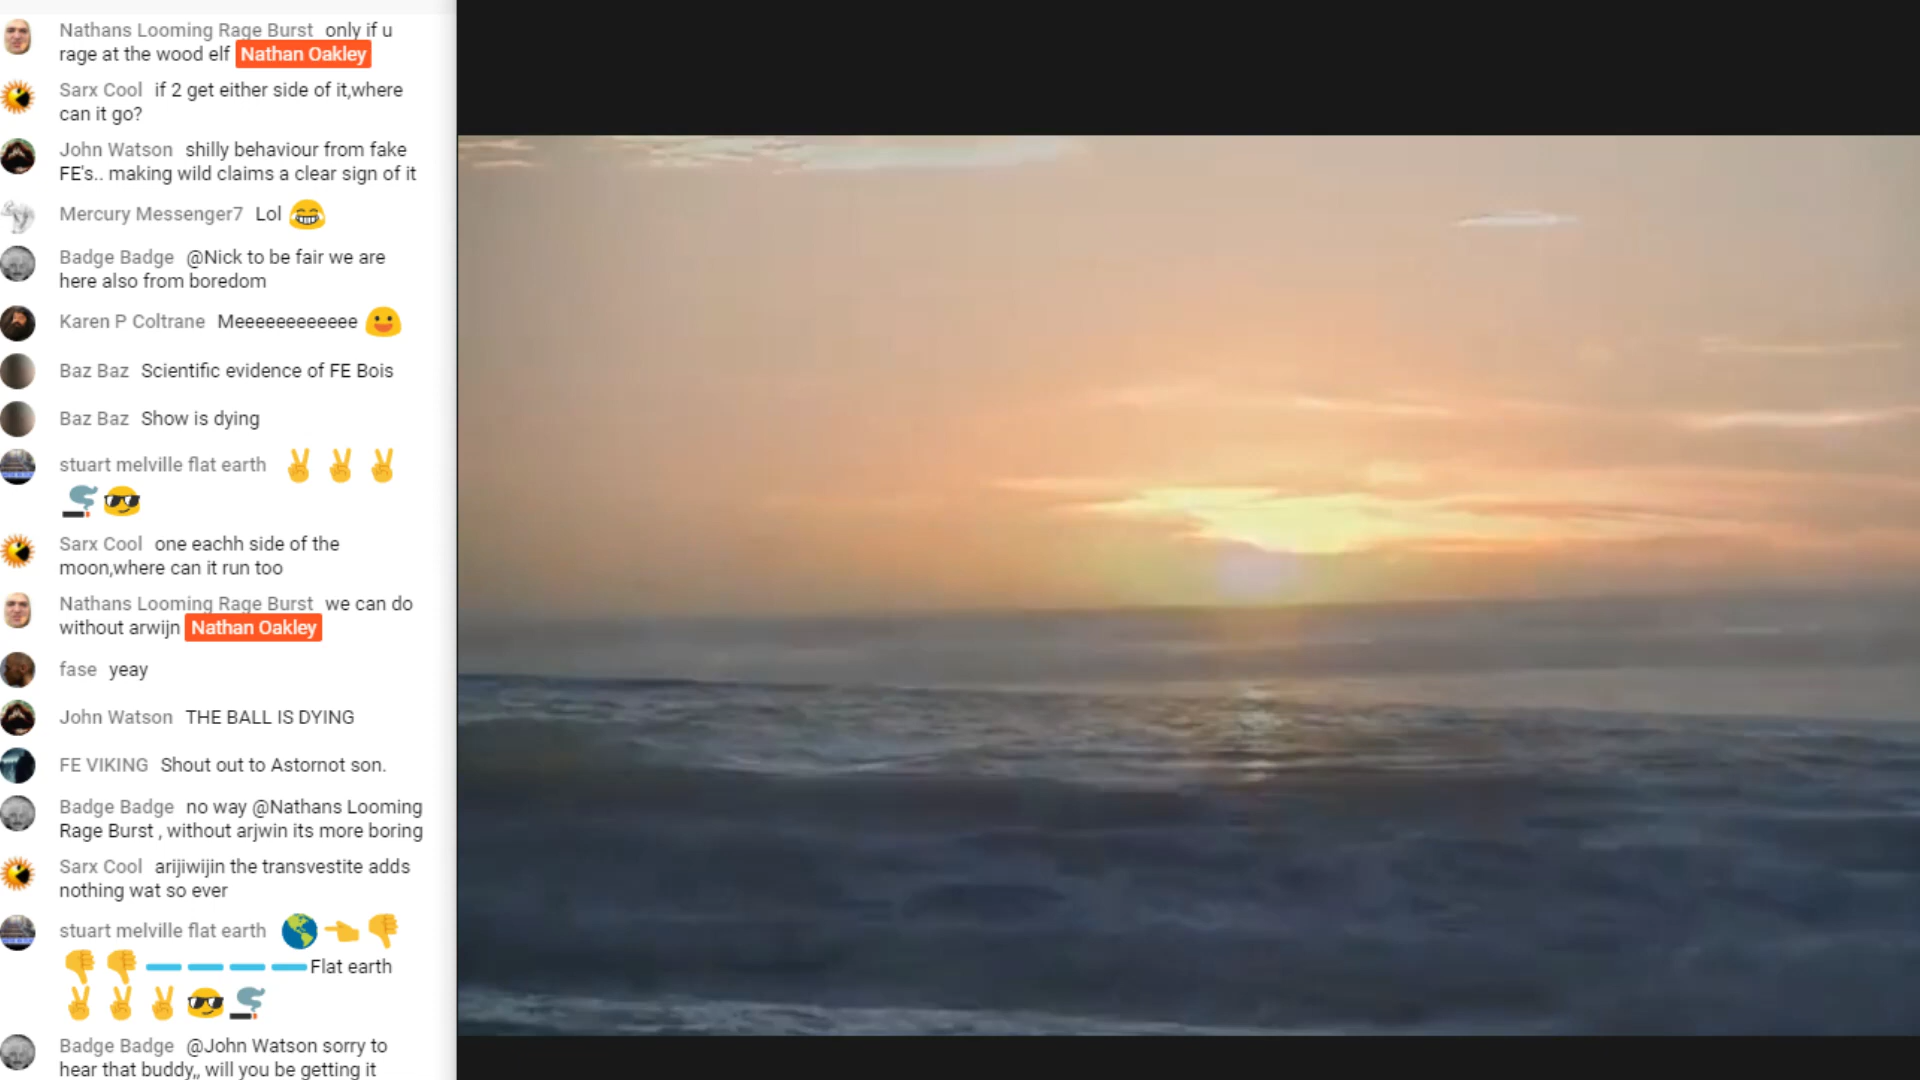 Nathans Looming Rage Burst only if u
rage at the wood elf Nathan Oakley
Sarx Cool if 2 get either side of it,where
can it go?
John Watson shilly behaviour from fake
FE's.. making wild claims a clear sign of it
Mercury Messenger7 Lol 😂
Badge Badge @Nick to be fair we are
here also from boredom
Karen P Coltrane Meeeeeeeeeeee 😃
Baz Baz Scientific evidence of FE Bois
Baz Baz Show is dying
stuart melville flat earth ✌✌✌
🚬😎
Sarx Cool one eachh side of the
moon,where can it run too
Nathans Looming Rage Burst we can do
without arwijn Nathan Oakley
fase yeay
John Watson THE BALL IS DYING
FE VIKING Shout out to Astornot son.
Badge Badge no way @Nathans Looming
Rage Burst , without arjwin its more boring
Sarx Cool arijiwijin the transvestite adds
nothing wat so ever
stuart melville flat earth 🌎👈👎
👎👎➖➖➖➖Flat earth
✌✌✌😎🚬
Badge Badge @John Watson sorry to
hear that buddy,, will you be getting it